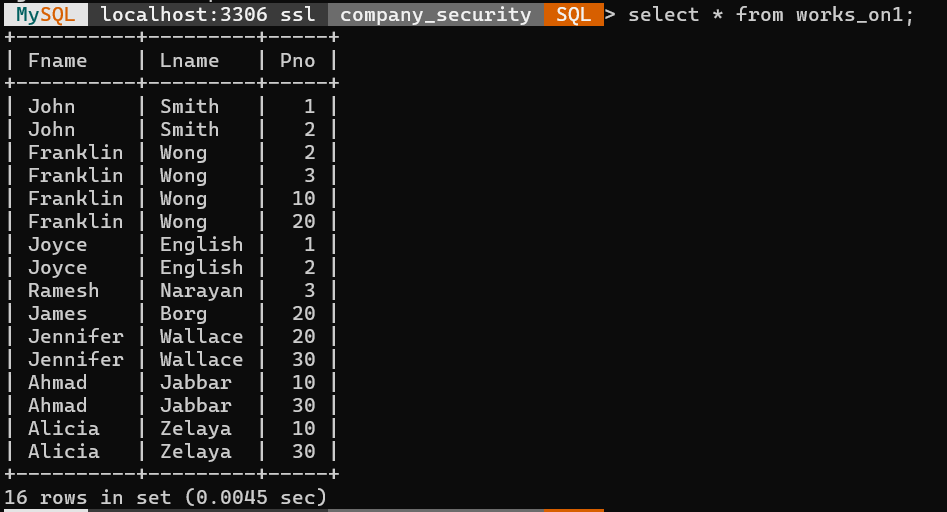 MySQL localhost:3306 ssl company_security SQL > select * from works_on1;
+----------+---------+-----+
| Fname    | Lname   | Pno |
+----------+---------+-----+
| John     | Smith   |   1 |
| John     | Smith   |   2 |
| Franklin | Wong    |   2 |
| Franklin | Wong    |   3 |
| Franklin | Wong    |  10 |
| Franklin | Wong    |  20 |
| Joyce    | English |   1 |
| Joyce    | English |   2 |
| Ramesh   | Narayan |   3 |
| James    | Borg    |  20 |
| Jennifer | Wallace |  20 |
| Jennifer | Wallace |  30 |
| Ahmad    | Jabbar  |  10 |
| Ahmad    | Jabbar  |  30 |
| Alicia   | Zelaya  |  10 |
| Alicia   | Zelaya  |  30 |
+----------+---------+-----+
16 rows in set (0.0045 sec)